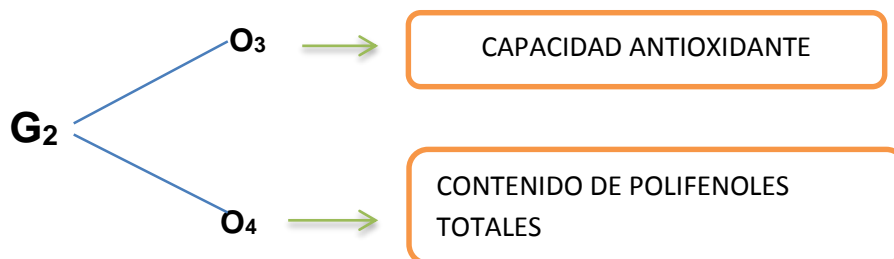 O₃
CAPACIDAD ANTIOXIDANTE
G₂
CONTENIDO DE POLIFENOLES
TOTALES
O₄